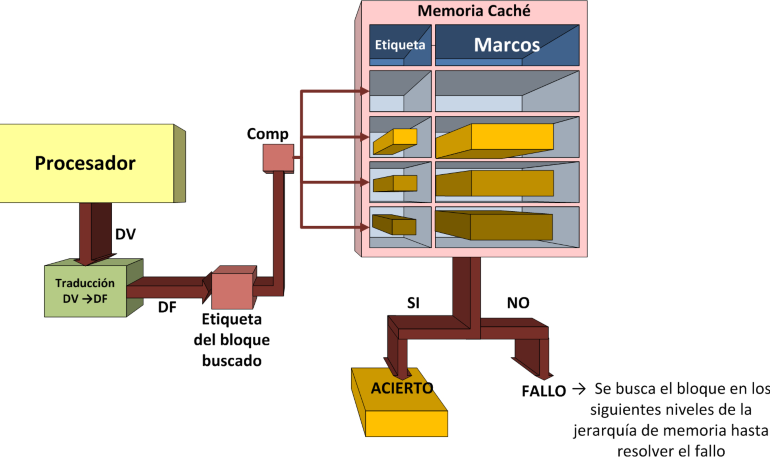 Memoria Caché
Etiqueta
Marcos
Comp
Procesador
DV
Traducción
DV →DF
DF
Etiqueta
del bloque
buscado
SI
NO
ACIERTO
FALLO → Se busca el bloque en los
siguientes niveles de la
jerarquía de memoria hasta
resolver el fallo